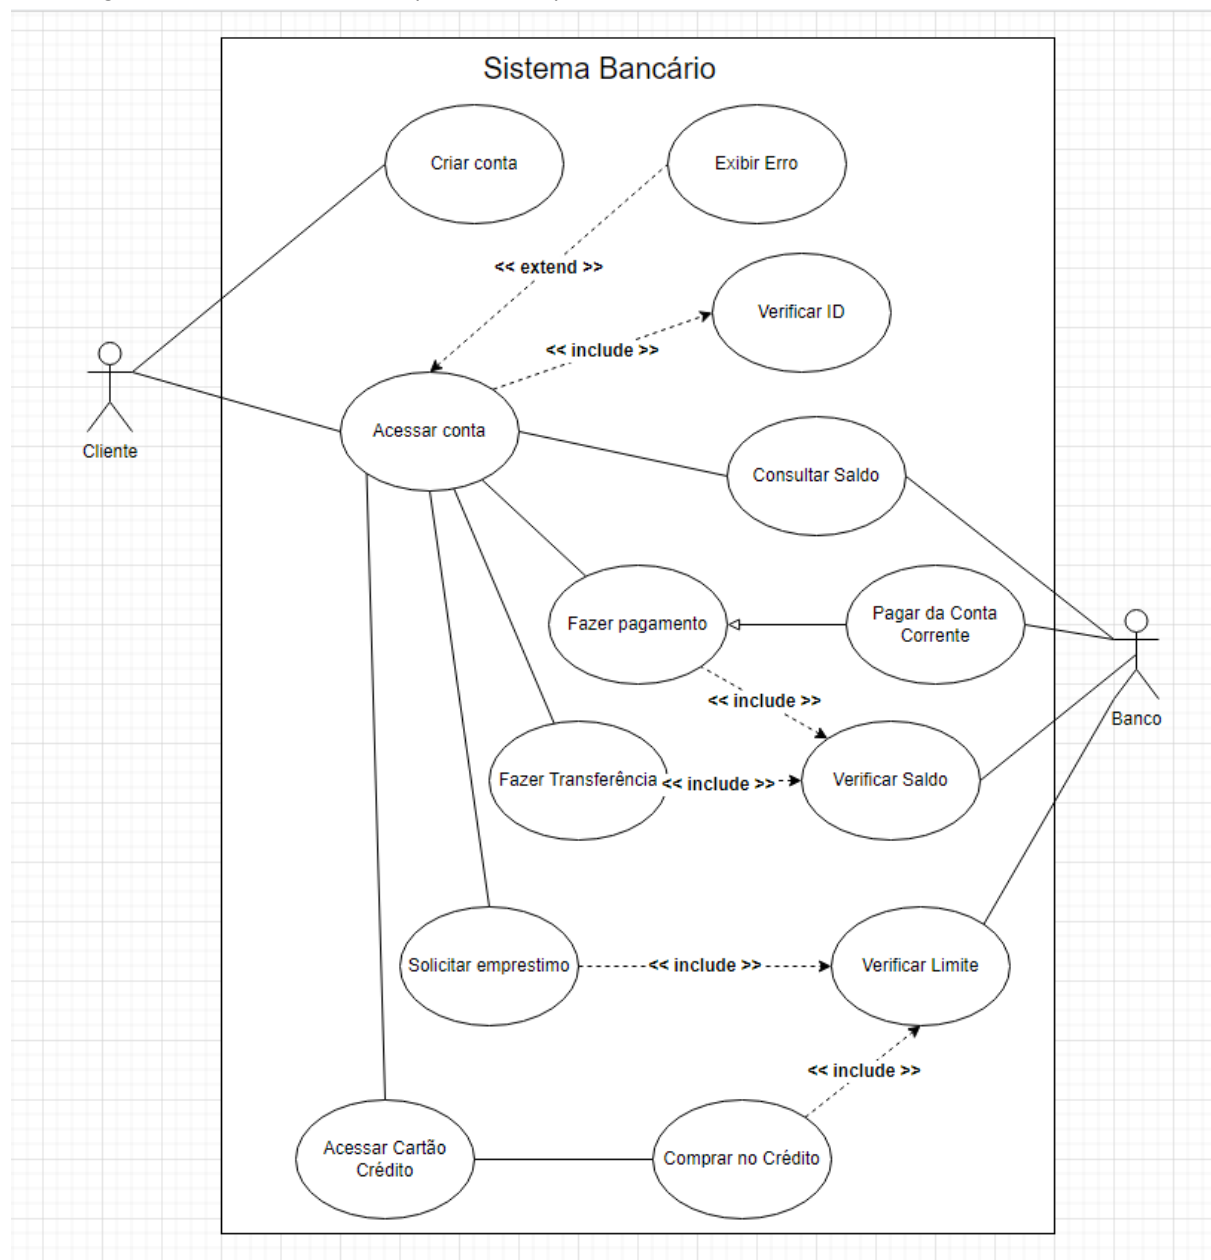 Sistema Bancário
Criar conta
Exibir Erro
<< extend >>
Verificar ID
<< include >>
Cliente
Acessar conta
Consultar Saldo
Fazer pagamento
Pagar da Conta
Corrente
<< include >>
Banco
Fazer Transferência
<< include >>
Verificar Saldo
Solicitar emprestimo
<< include >>
Verificar Limite
<< include >>
Acessar Cartão
Crédito
Comprar no Crédito